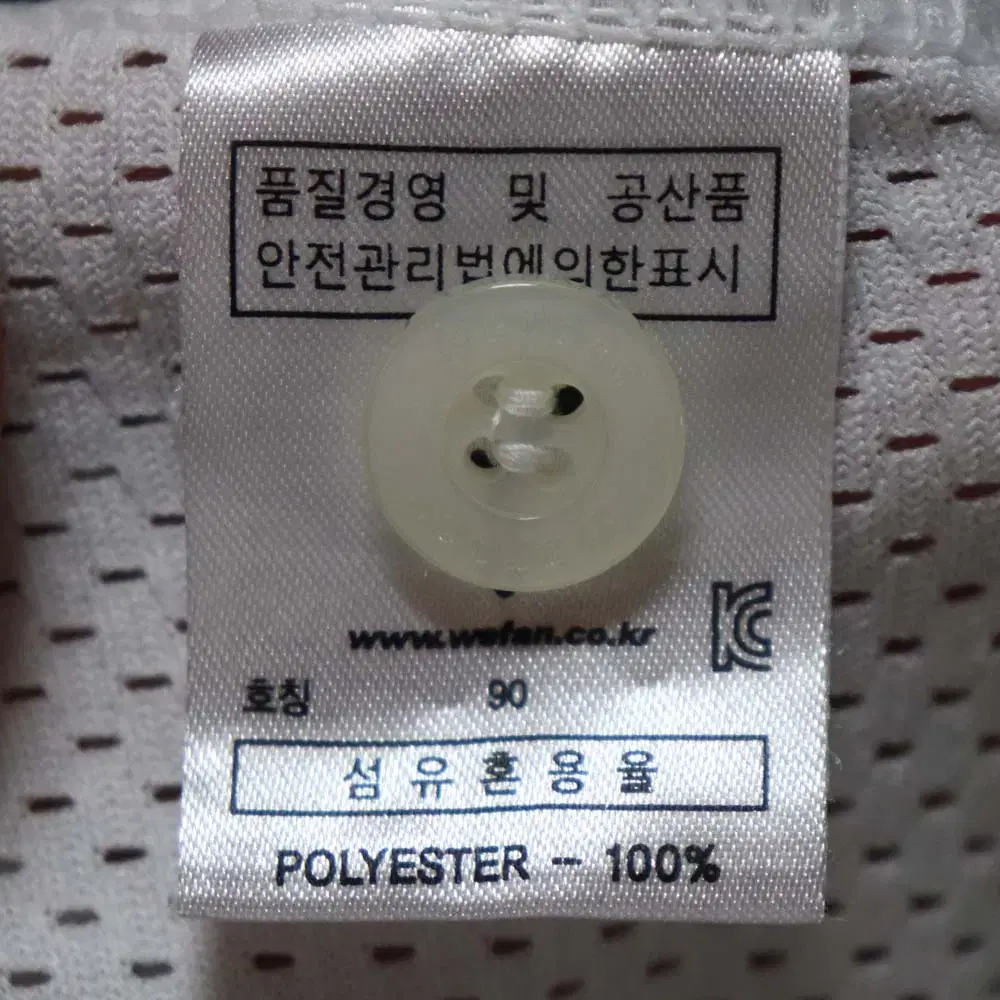 품질경영 및 공산품
안전관리법에의한표시
www.wefan.co.kr
KC
호칭 90
섬유혼용율
POLYESTER -- 100%